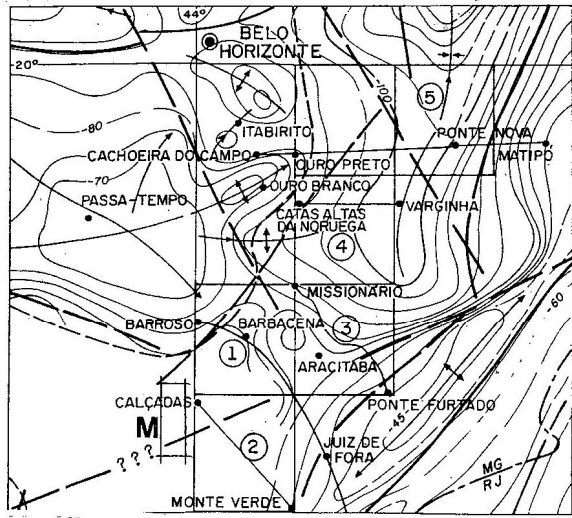 44°
BELO
HORIZONTE
20°
-100
5
-80
ITABIRITO
PONTE NOVA
CACHOEIRA DO CAMPO
OURO PRETO
MATIPÓ
-70
OURO BRANCO
PASSA-TEMPO
CATAS ALTAS
DA NORUEGA
VARGINHA
4
MISSIONÁRIO
-60
BARROSO
BARBACENA
3
1
ARACITABA
CALÇADAS
PONTE FURTADO
-45
M
???
2
JUIZ DE
FORA
MG
RJ
MONTE VERDE